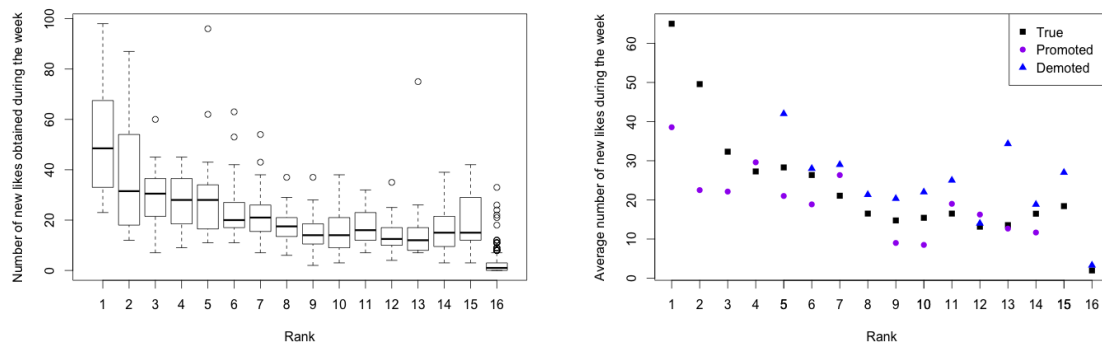 Number of new likes obtained during the week
100
80
60
40
20
0
1 2 3 4 5 6 7 8 9 10 11 12 13 14 15 16
Rank
Average number of new likes during the week
60
50
40
30
20
10
0
True
Promoted
Demoted
1 2 3 4 5 6 7 8 9 10 11 12 13 14 15 16
Rank